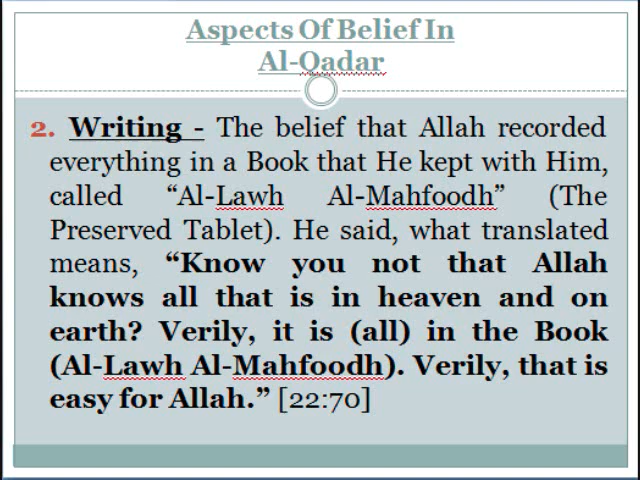 Aspects Of Belief In
Al-Qadar
2. Writing - The belief that Allah recorded
everything in a Book that He kept with Him,
called “Al-Lawh Al-Mahfoodh” (The
Preserved Tablet). He said, what translated
means, “Know you not that Allah
knows all that is in heaven and on
earth? Verily, it is (all) in the Book
(Al-Lawh Al-Mahfoodh). Verily, that is
easy for Allah.” [22:70]